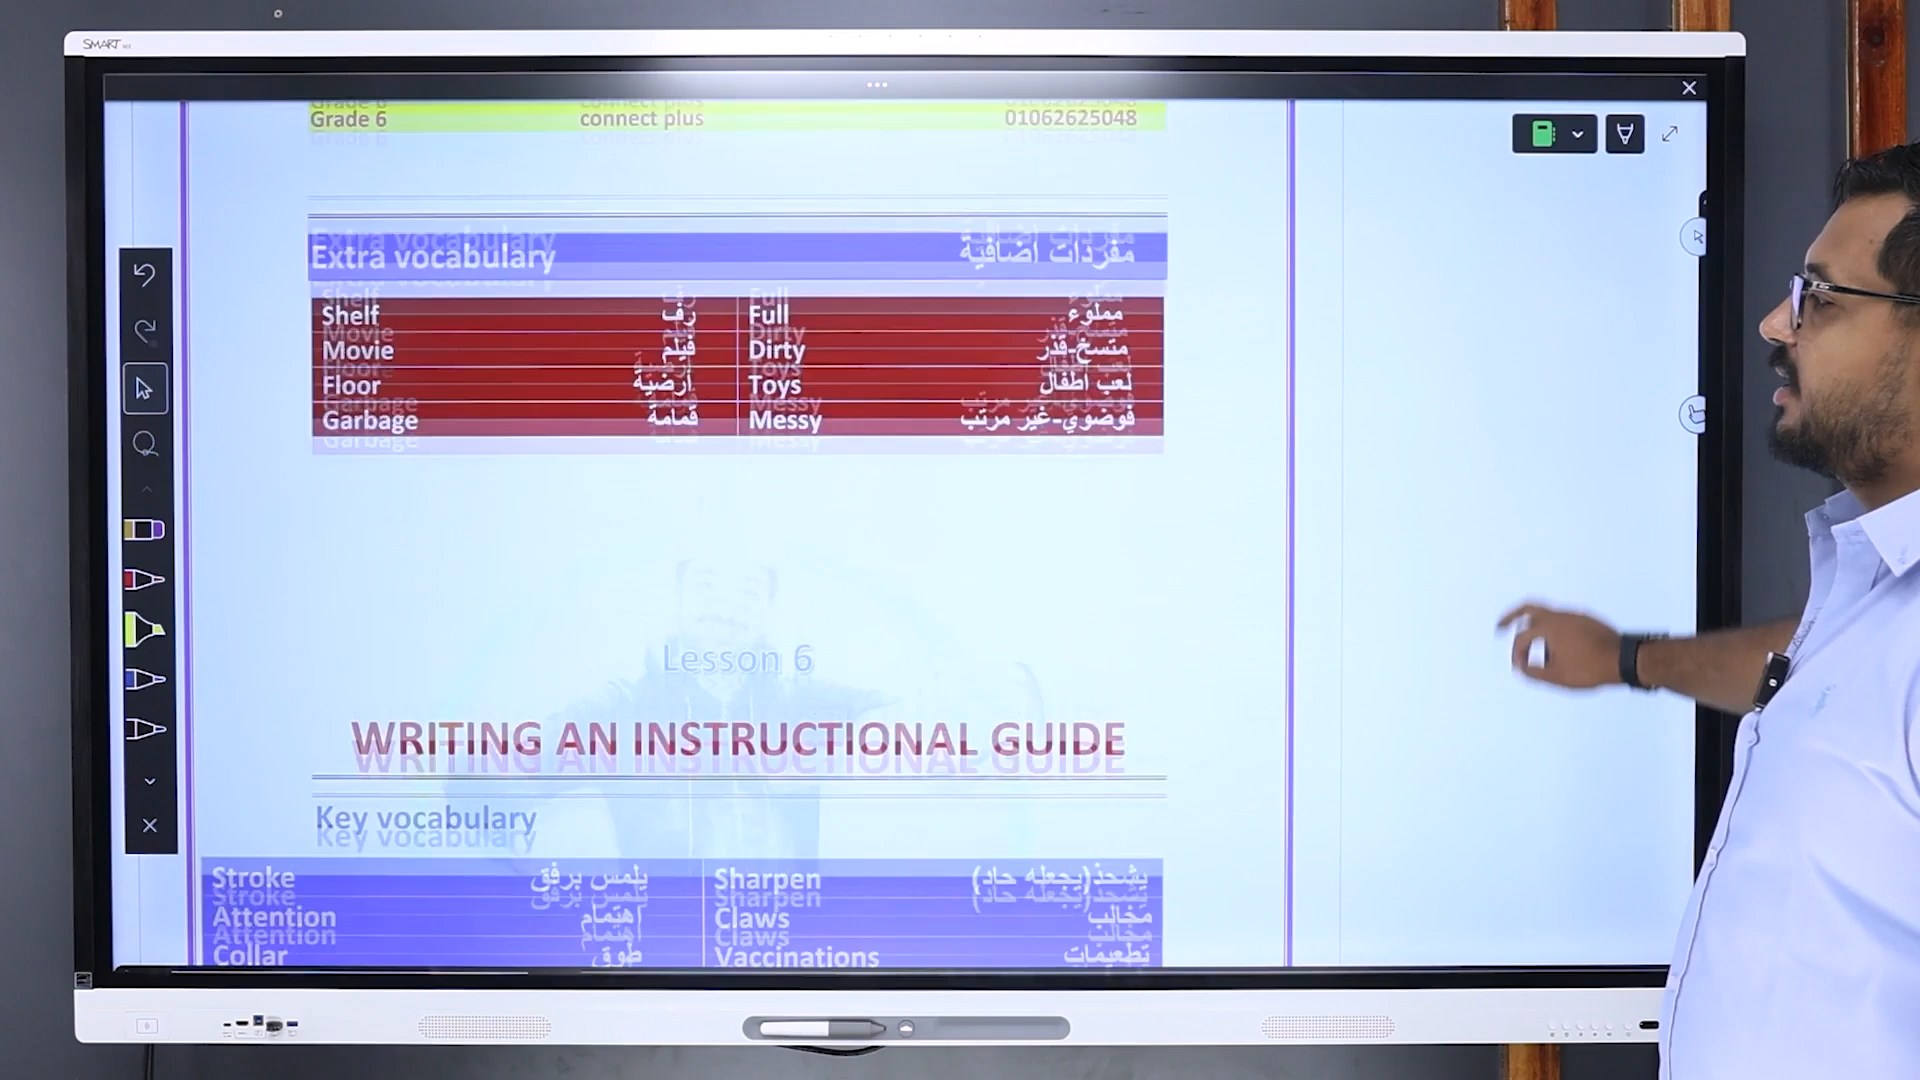 SMART
Grade 6 connect plus 01062625048
Extra vocabulary مفردات اضافية
Shelf رف Full مملوء
Movie فيلم Dirty متسخ-قذر
Floor ارضية Toys لعب اطفال
Garbage قمامة Messy فوضوي-غير مرتب
Lesson 6
WRITING AN INSTRUCTIONAL GUIDE
Key vocabulary
Stroke يلمس برفق Sharpen يشحذ(يجعله حاد)
Attention اهتمام Claws مخالب
Collar طوق Vaccinations تطعيمات